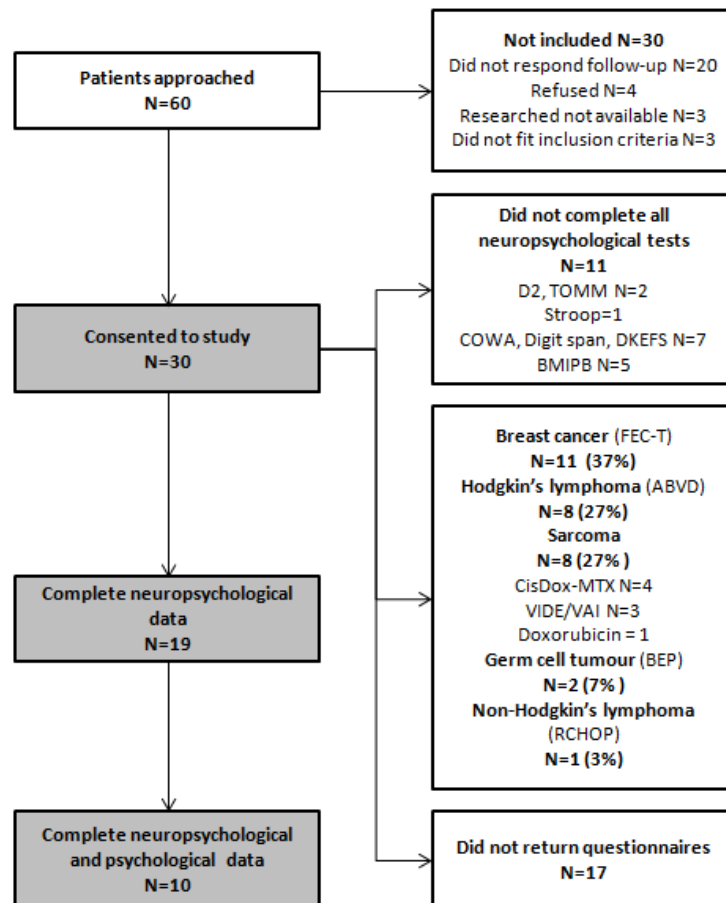 Patients approached
N=60
Not included N=30
Did not respond follow-up N=20
Refused N=4
Researched not available N=3
Did not fit inclusion criteria N=3
Did not complete all
neuropsychological tests
N=11
D2, TOMM N=2
Stroop=1
COWA, Digit span, DKEFS N=7
BMIPB N=5
Consented to study
N=30
Breast cancer (FEC-T)
N=11 (37%)
Hodgkin's lymphoma (ABVD)
N=8 (27%)
Sarcoma
N=8 (27% )
CisDox-MTX N=4
VIDE/VAI N=3
Doxorubicin = 1
Germ cell tumour (BEP)
N=2 (7% )
Non-Hodgkin's lymphoma
(RCHOP)
N=1 (3%)
Complete neuropsychological
data
N=19
Complete neuropsychological
and psychological data
N=10
Did not return questionnaires
N=17